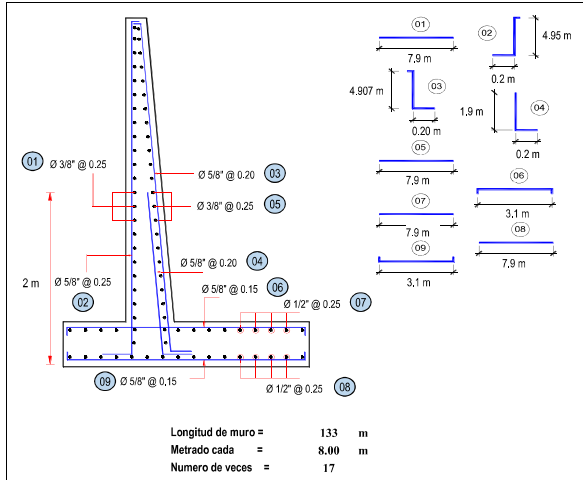 01
7,9 m
02
4.95 m
0.2 m
03
4.907 m
0.20 m
04
1,9 m
0.2 m
05
7,9 m
06
3,1 m
07
7.9 m
08
7,9 m
09
3,1 m
01 Ø 3/8" @ 0.25
Ø 5/8" @ 0.20 03
Ø 3/8" @ 0.25 05
2 m
Ø 5/8" @ 0.20 04
Ø 5/8" @ 0.25
02
Ø 5/8" @ 0.15 06
Ø 1/2" @ 0.25 07
09 Ø 5/8" @ 0,15
Ø 1/2" @ 0.25 08
Longitud de muro = 133 m
Metrado cada = 8.00 m
Numero de veces = 17